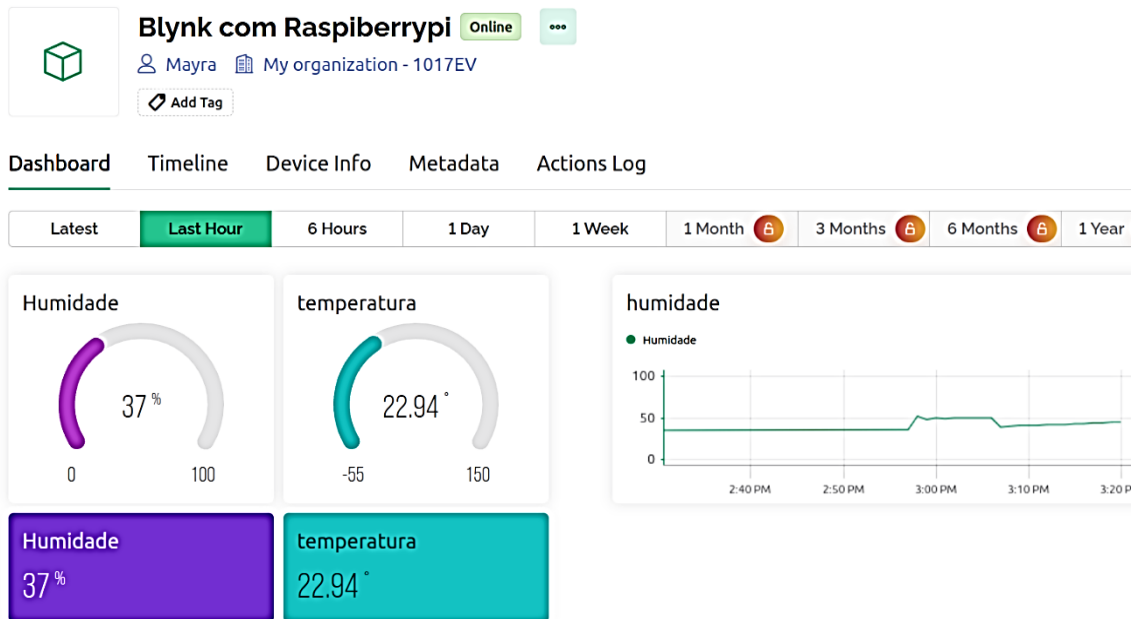 Blynk com Raspiberrypi Online
Mayra My organization - 1017EV
Add Tag
Dashboard Timeline Device Info Metadata Actions Log
Latest Last Hour 6 Hours 1 Day 1 Week 1 Month 3 Months 6 Months 1 Year
Humidade
37 %
0 100
temperatura
22.94 °
-55 150
humidade
Humidade
100
50
0
2:40 PM 2:50 PM 3:00 PM 3:10 PM 3:20 P
Humidade
37 %
temperatura
22.94 °